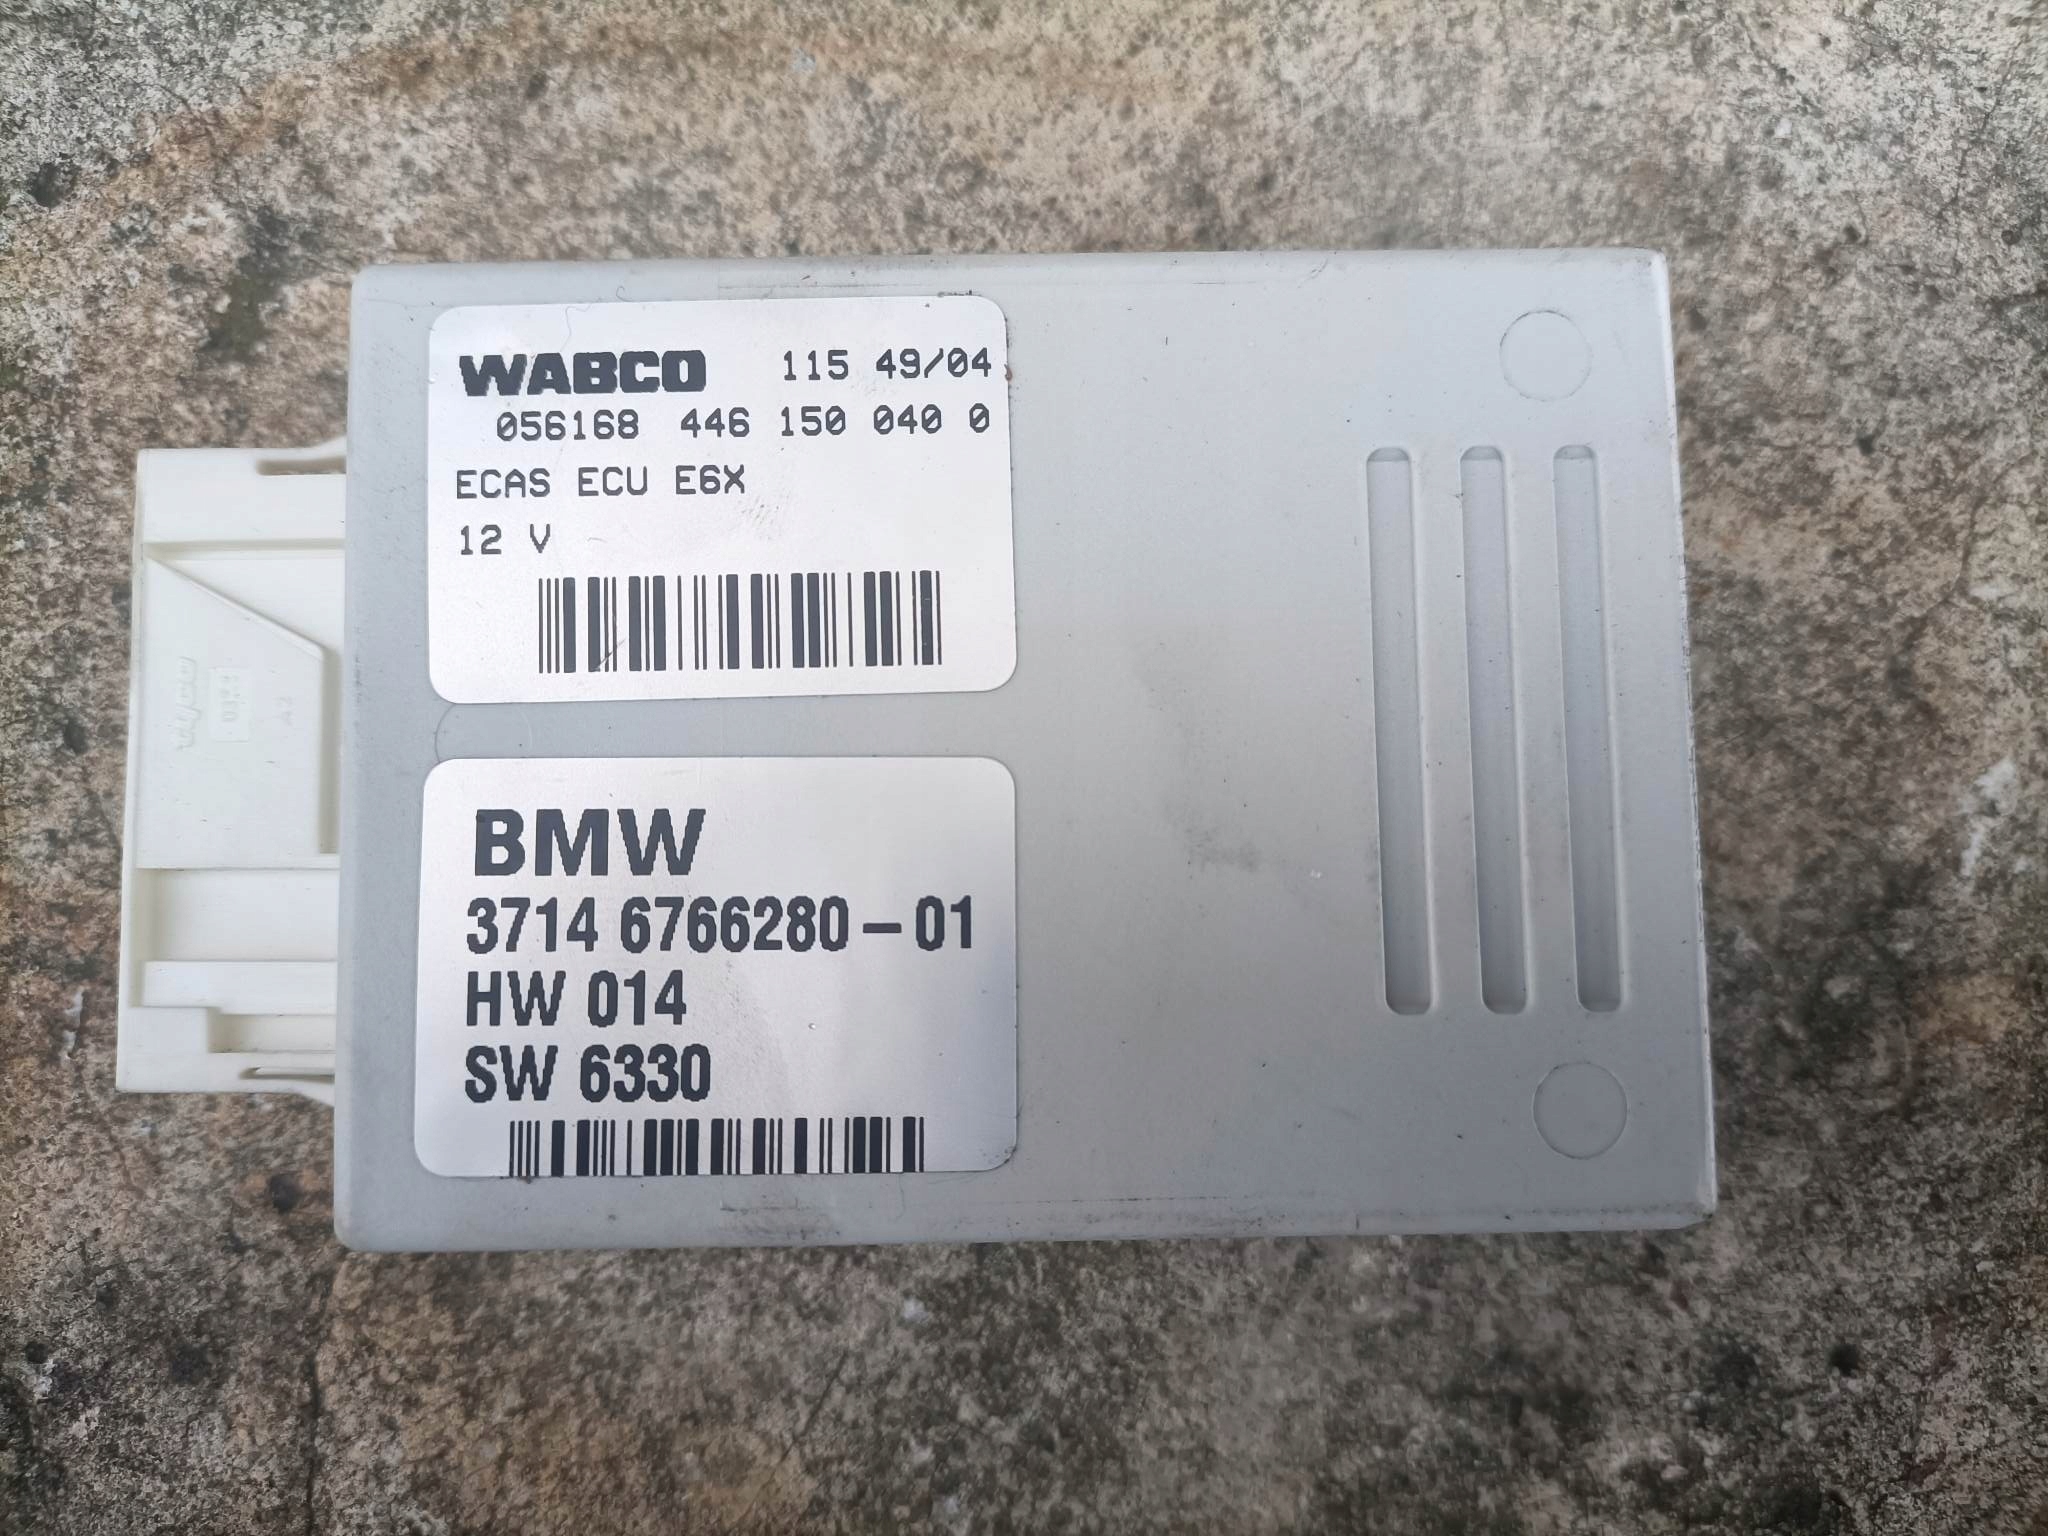 WABCO 115 49/04
056168 446 150 040 0
ECAS ECU E6X
12 V
BMW
3714 6766280-01
HW 014
SW 6330
A2